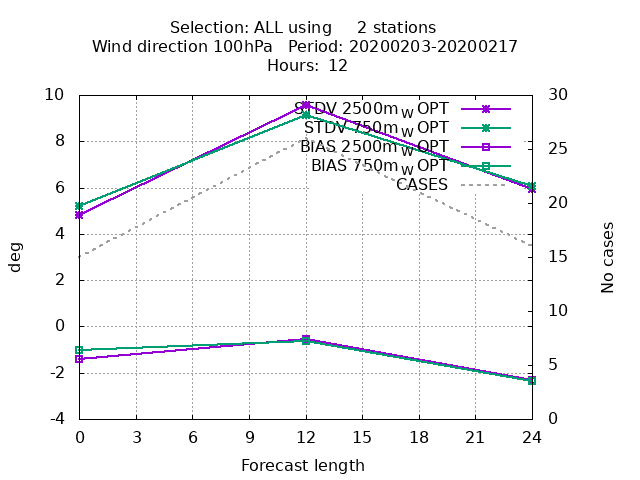 Selection: ALL using 2 stations
Wind direction 100hPa Period: 20200203-20200217
Hours: 12
10
8
6
4
2
0
-2
-4
30
25
20
15
10
5
0
STDV 2500m_W OPT
STDV 750m_W OPT
BIAS 2500m_W OPT
BIAS 750m_W OPT
CASES
deg
No cases
0 3 6 9 12 15 18 21 24
Forecast length